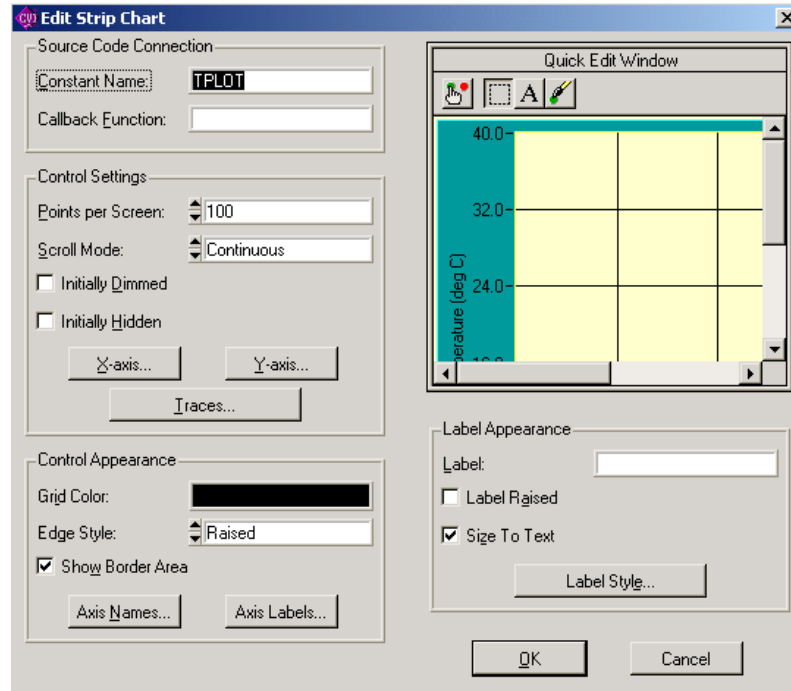 CVI Edit Strip Chart
Source Code Connection
Constant Name: TPLOT
Callback Function:
Control Settings
Points per Screen: 100
Scroll Mode: Continuous
Initially Dimmed
Initially Hidden
X-axis... Y-axis...
Traces...
Control Appearance
Grid Color:
Edge Style: Raised
Show Border Area
Axis Names... Axis Labels...
Quick Edit Window
A
40.0
32.0
24.0
(deg C)
Label Appearance
Label:
Label Raised
Size To Text
Label Style...
OK Cancel